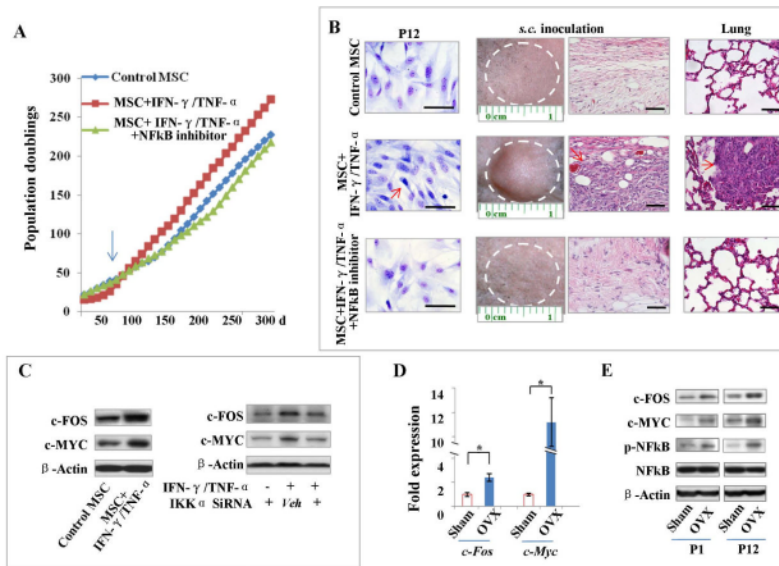 A
Population doublings
300
250
200
150
100
50
0
Control MSC
MSC+IFN-γ/TNF-α
MSC+ IFN-γ/TNF-α
+NFkB inhibitor
50 100 150 200 250 300 d
B
P12
s.c. inoculation
Lung
Control MSC
0 cm 1
MSC+
IFN-γ/TNF-α
0 cm 1
MSC+IFN-γ/TNF-α
+NFkB inhibitor
0 cm 1
C
c-FOS
c-MYC
β-Actin
Control MSC
MSC+
IFN-γ/TNF-α
c-FOS
c-MYC
β-Actin
IFN-γ/TNF-α - + +
IKKα SiRNA + Veh +
D
Fold expression
14
12
10
4
2
0
* *
Sham OVX Sham OVX
c-Fos c-Myc
E
c-FOS
c-MYC
p-NFkB
NFkB
β-Actin
Sham OVX Sham OVX
P1 P12